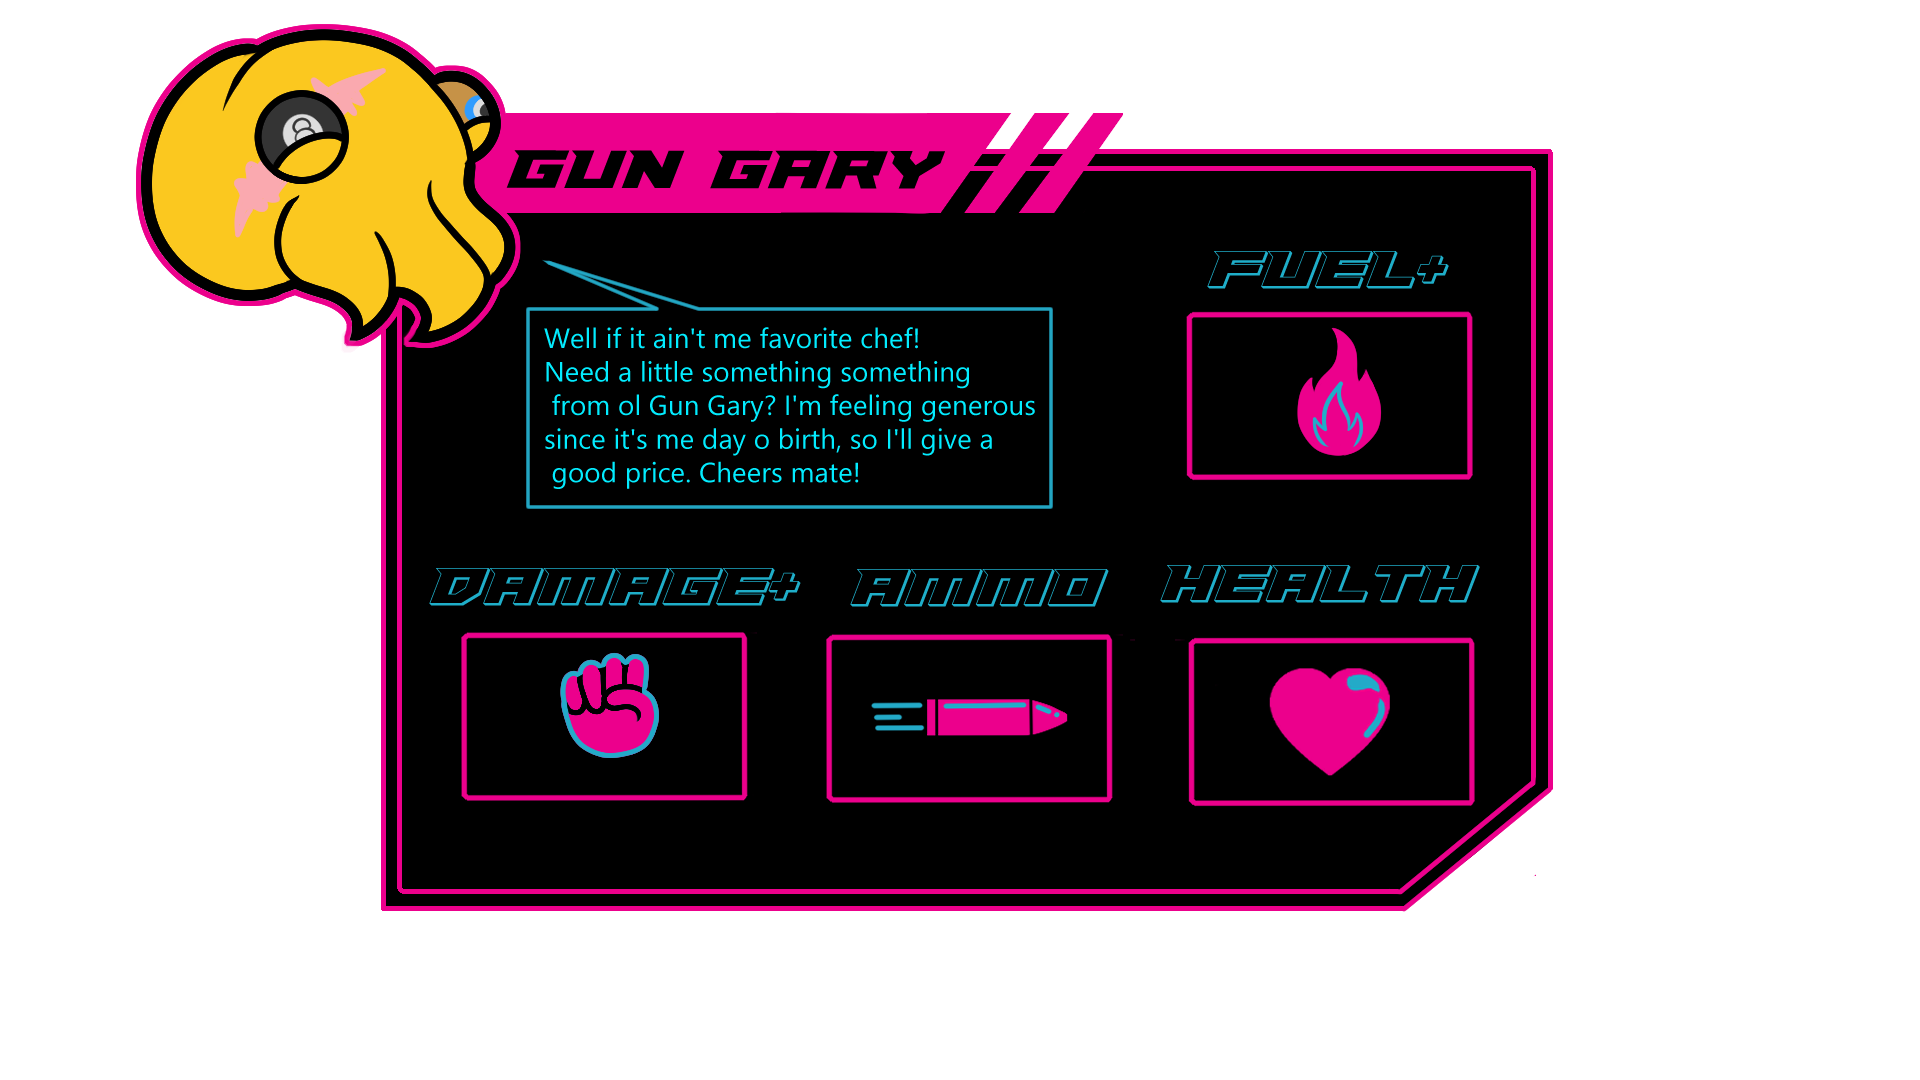 8
GUN GARY
Well if it ain't me favorite chef!
Need a little something something
from ol Gun Gary? I'm feeling generous
since it's me day o birth, so I'll give a
good price. Cheers mate!
FUEL+
DAMAGE+ AMMO HEALTH